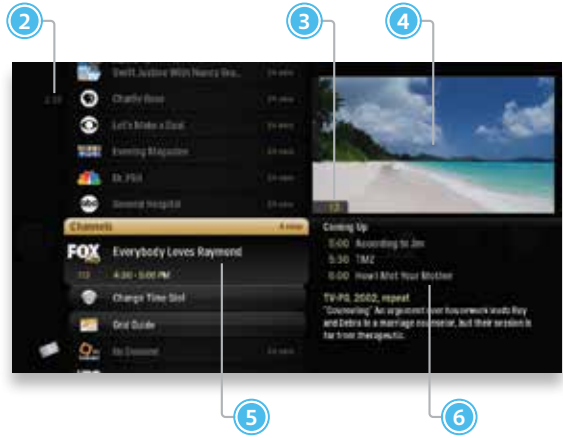 2
3
4
Swift Justice With Nancy Gra...
24 mins
Charlie Rose
24 mins
Let's Make a Deal
24 mins
Evening Magazine
24 mins
Dr. Phil
24 mins
abc
General Hospital
24 mins
Channels
FOX
Everybody Loves Raymond
113
4:30 - 5:00 PM
Change Time Slot
Grid Guide
On Demand
Coming Up
5:00 According to Jim
5:30 TMZ
6:00 How I Met Your Mother
TV-PG, 2002, repeat
"Counseling" An argument over housework leads Ray
and Debra to a marriage counselor, but their session is
far from therapeutic.
5
6